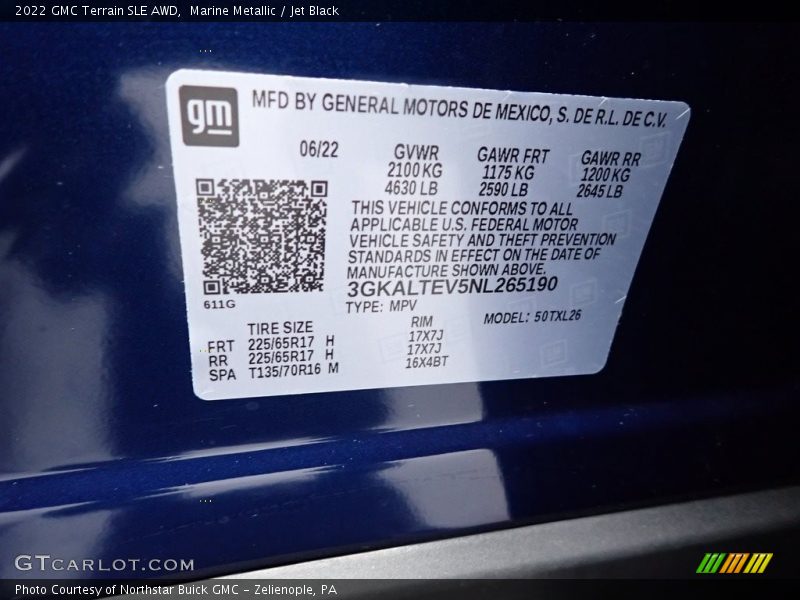 2022 GMC Terrain SLE AWD,  Marine Metallic / Jet Black
gm
MFD BY GENERAL MOTORS DE MEXICO, S. DE R.L. DE C.V.
06/22 GVWR GAWR FRT GAWR RR
2100 KG 1175 KG 1200 KG
4630 LB 2590 LB 2645 LB
THIS VEHICLE CONFORMS TO ALL
APPLICABLE U.S. FEDERAL MOTOR
VEHICLE SAFETY AND THEFT PREVENTION
STANDARDS IN EFFECT ON THE DATE OF
MANUFACTURE SHOWN ABOVE.
3GKALTEV5NL265190
611G
TYPE: MPV
TIRE SIZE RIM MODEL: 50TXL26
FRT 225/65R17 H 17X7J
RR 225/65R17 H 17X7J
SPA T135/70R16 M 16X4BT
GTCARLOT.COM
Photo Courtesy of Northstar Buick GMC - Zelienople, PA